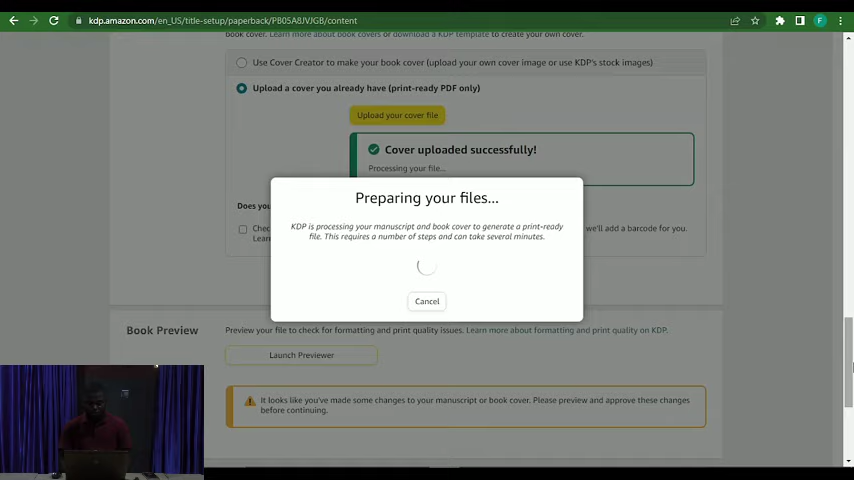 kdp.amazon.com/en_US/title-setup/paperback/PB05A8JVJGB/content
F
book cover. Learn more about book covers or download a KDP template to create your own cover.
Use Cover Creator to make your book cover (upload your own cover image or use KDP's stock images)
Upload a cover you already have (print-ready PDF only)
Upload your cover file
Cover uploaded successfully!
Processing your file...
Preparing your files...
Does you
KDP is processing your manuscript and book cover to generate a print-ready
file. This requires a number of steps and can take several minutes.
Chec
we'll add a barcode for you.
Learn
Cancel
Book Preview
Preview your file to check for formatting and print quality issues. Learn more about formatting and print quality on KDP.
Launch Previewer
It looks like you've made some changes to your manuscript or book cover. Please preview and approve these changes
before continuing.